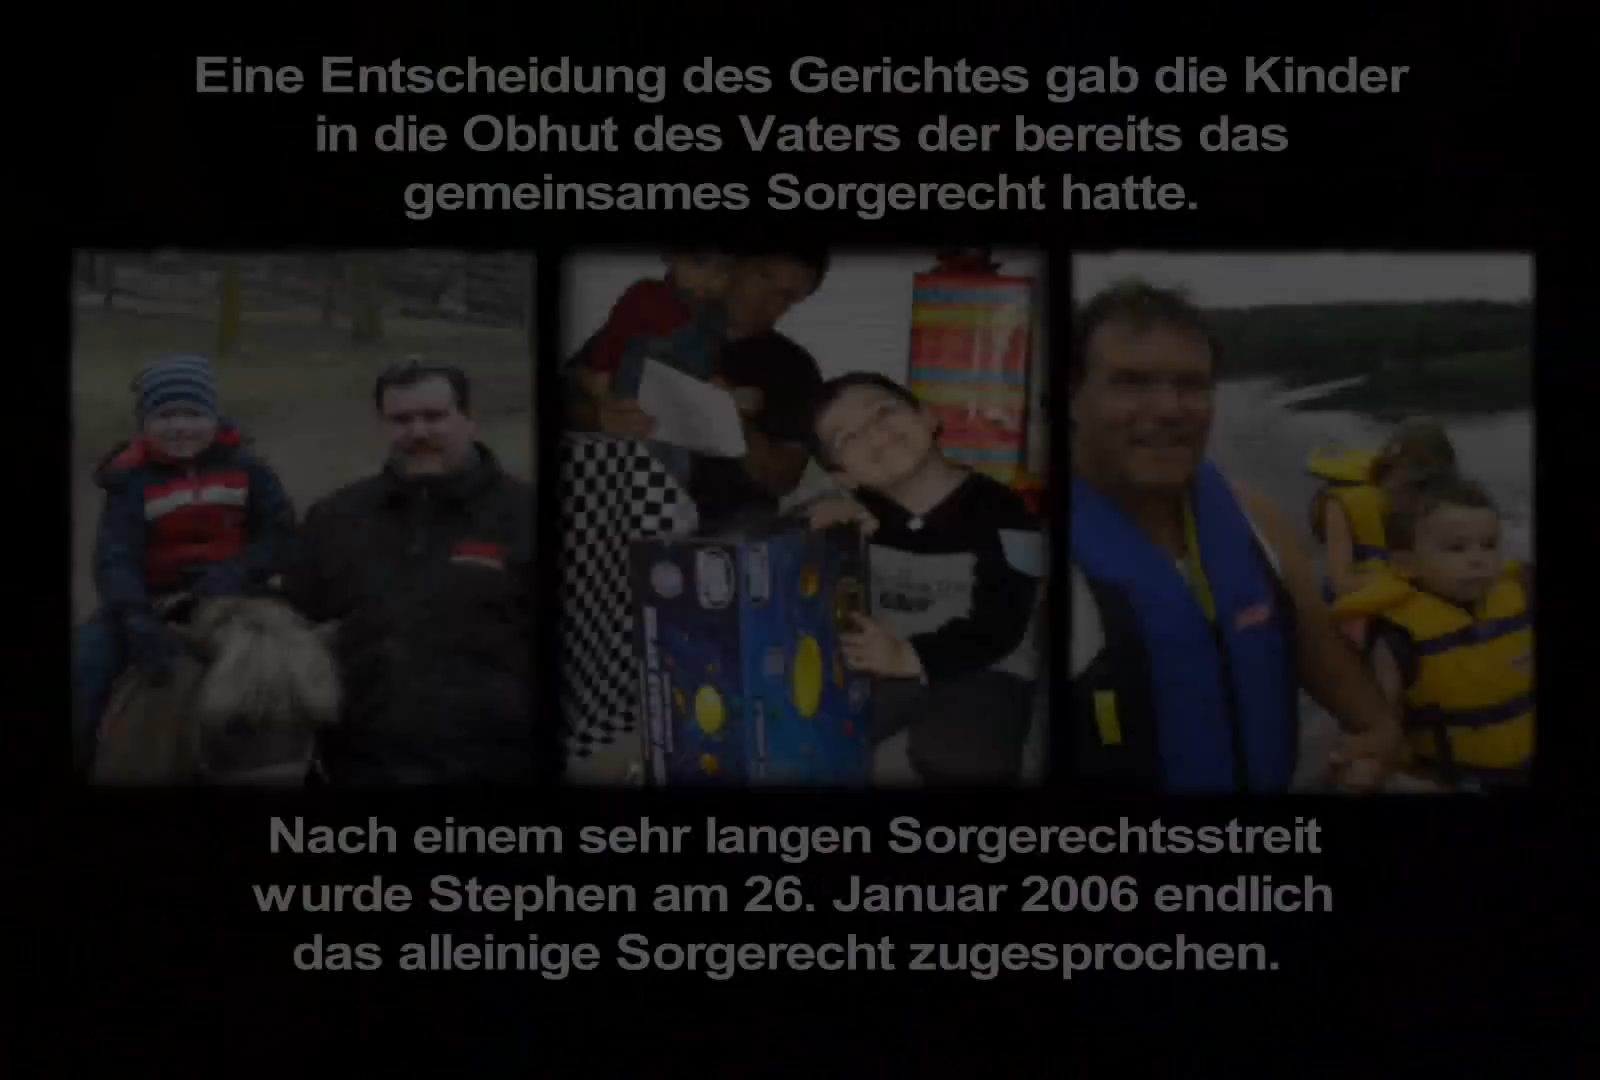 Eine Entscheidung des Gerichtes gab die Kinder
in die Obhut des Vaters der bereits das
gemeinsames Sorgerecht hatte.
Nach einem sehr langen Sorgerechtsstreit
wurde Stephen am 26. Januar 2006 endlich
das alleinige Sorgerecht zugesprochen.